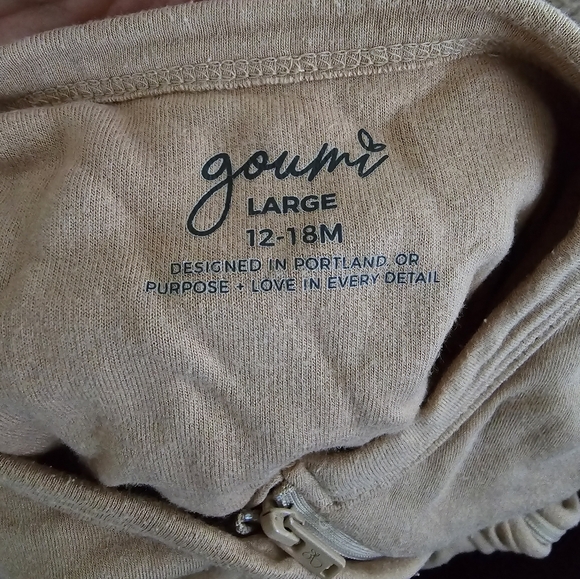 goumi
LARGE
12-18M
DESIGNED IN PORTLAND, OR
PURPOSE + LOVE IN EVERY DETAIL